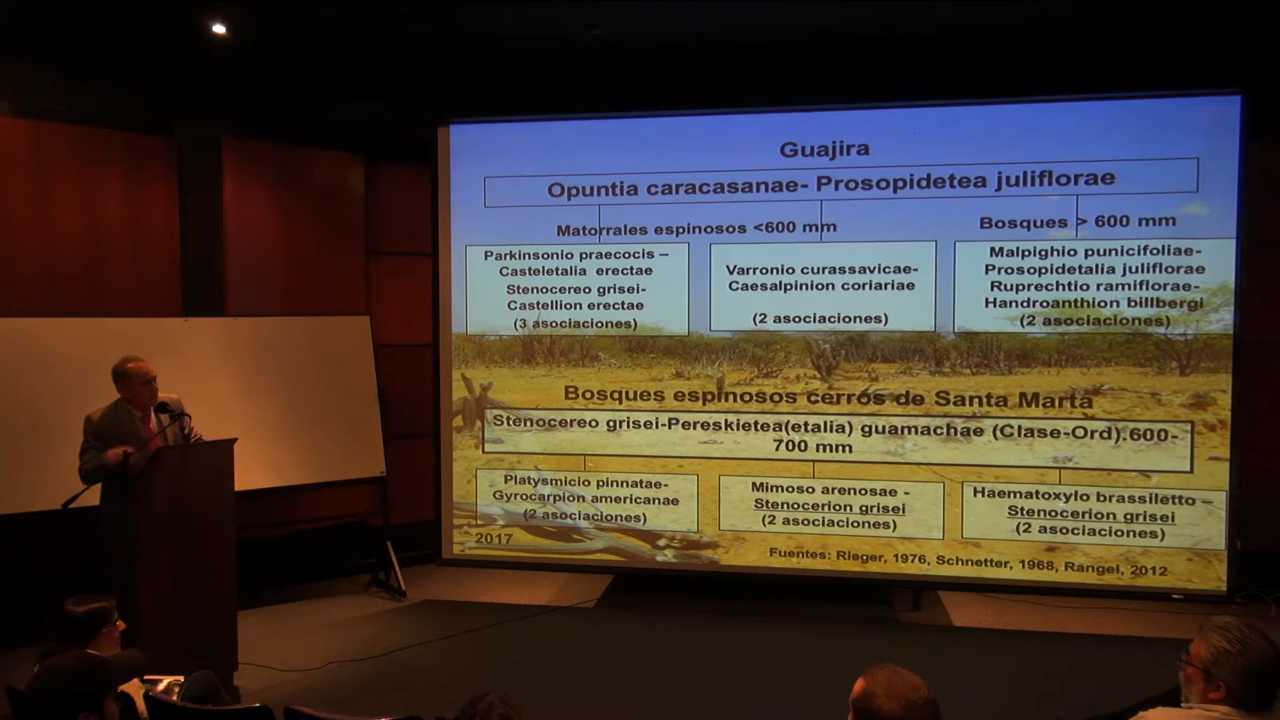 Guajira
Opuntia caracasanae- Prosopidetea juliflorae
Matorrales espinosos <600 mm
Bosques > 600 mm
Parkinsonio praecocis –
Casteletalia erectae
Stenocereo grisei-
Castellion erectae
(3 asociaciones)
Varronio curassavicae-
Caesalpinion coriariae
(2 asociaciones)
Malpighio punicifoliae-
Prosopidetalia juliflorae
Ruprechtio ramiflorae-
Handroanthion billbergi
(2 asociaciones)
Bosques espinosos cerros de Santa Marta
Stenocereo grisei-Pereskietea(etalia) guamachae (Clase-Ord).600-
700 mm
Platysmicio pinnatae-
Gyrocarpion americanae
(2 asociaciones)
Mimoso arenosae -
Stenocerion grisei
(2 asociaciones)
Haematoxylo brassiletto –
Stenocerion grisei
(2 asociaciones)
2017
Fuentes: Rieger, 1976, Schnetter, 1968, Rangel, 2012